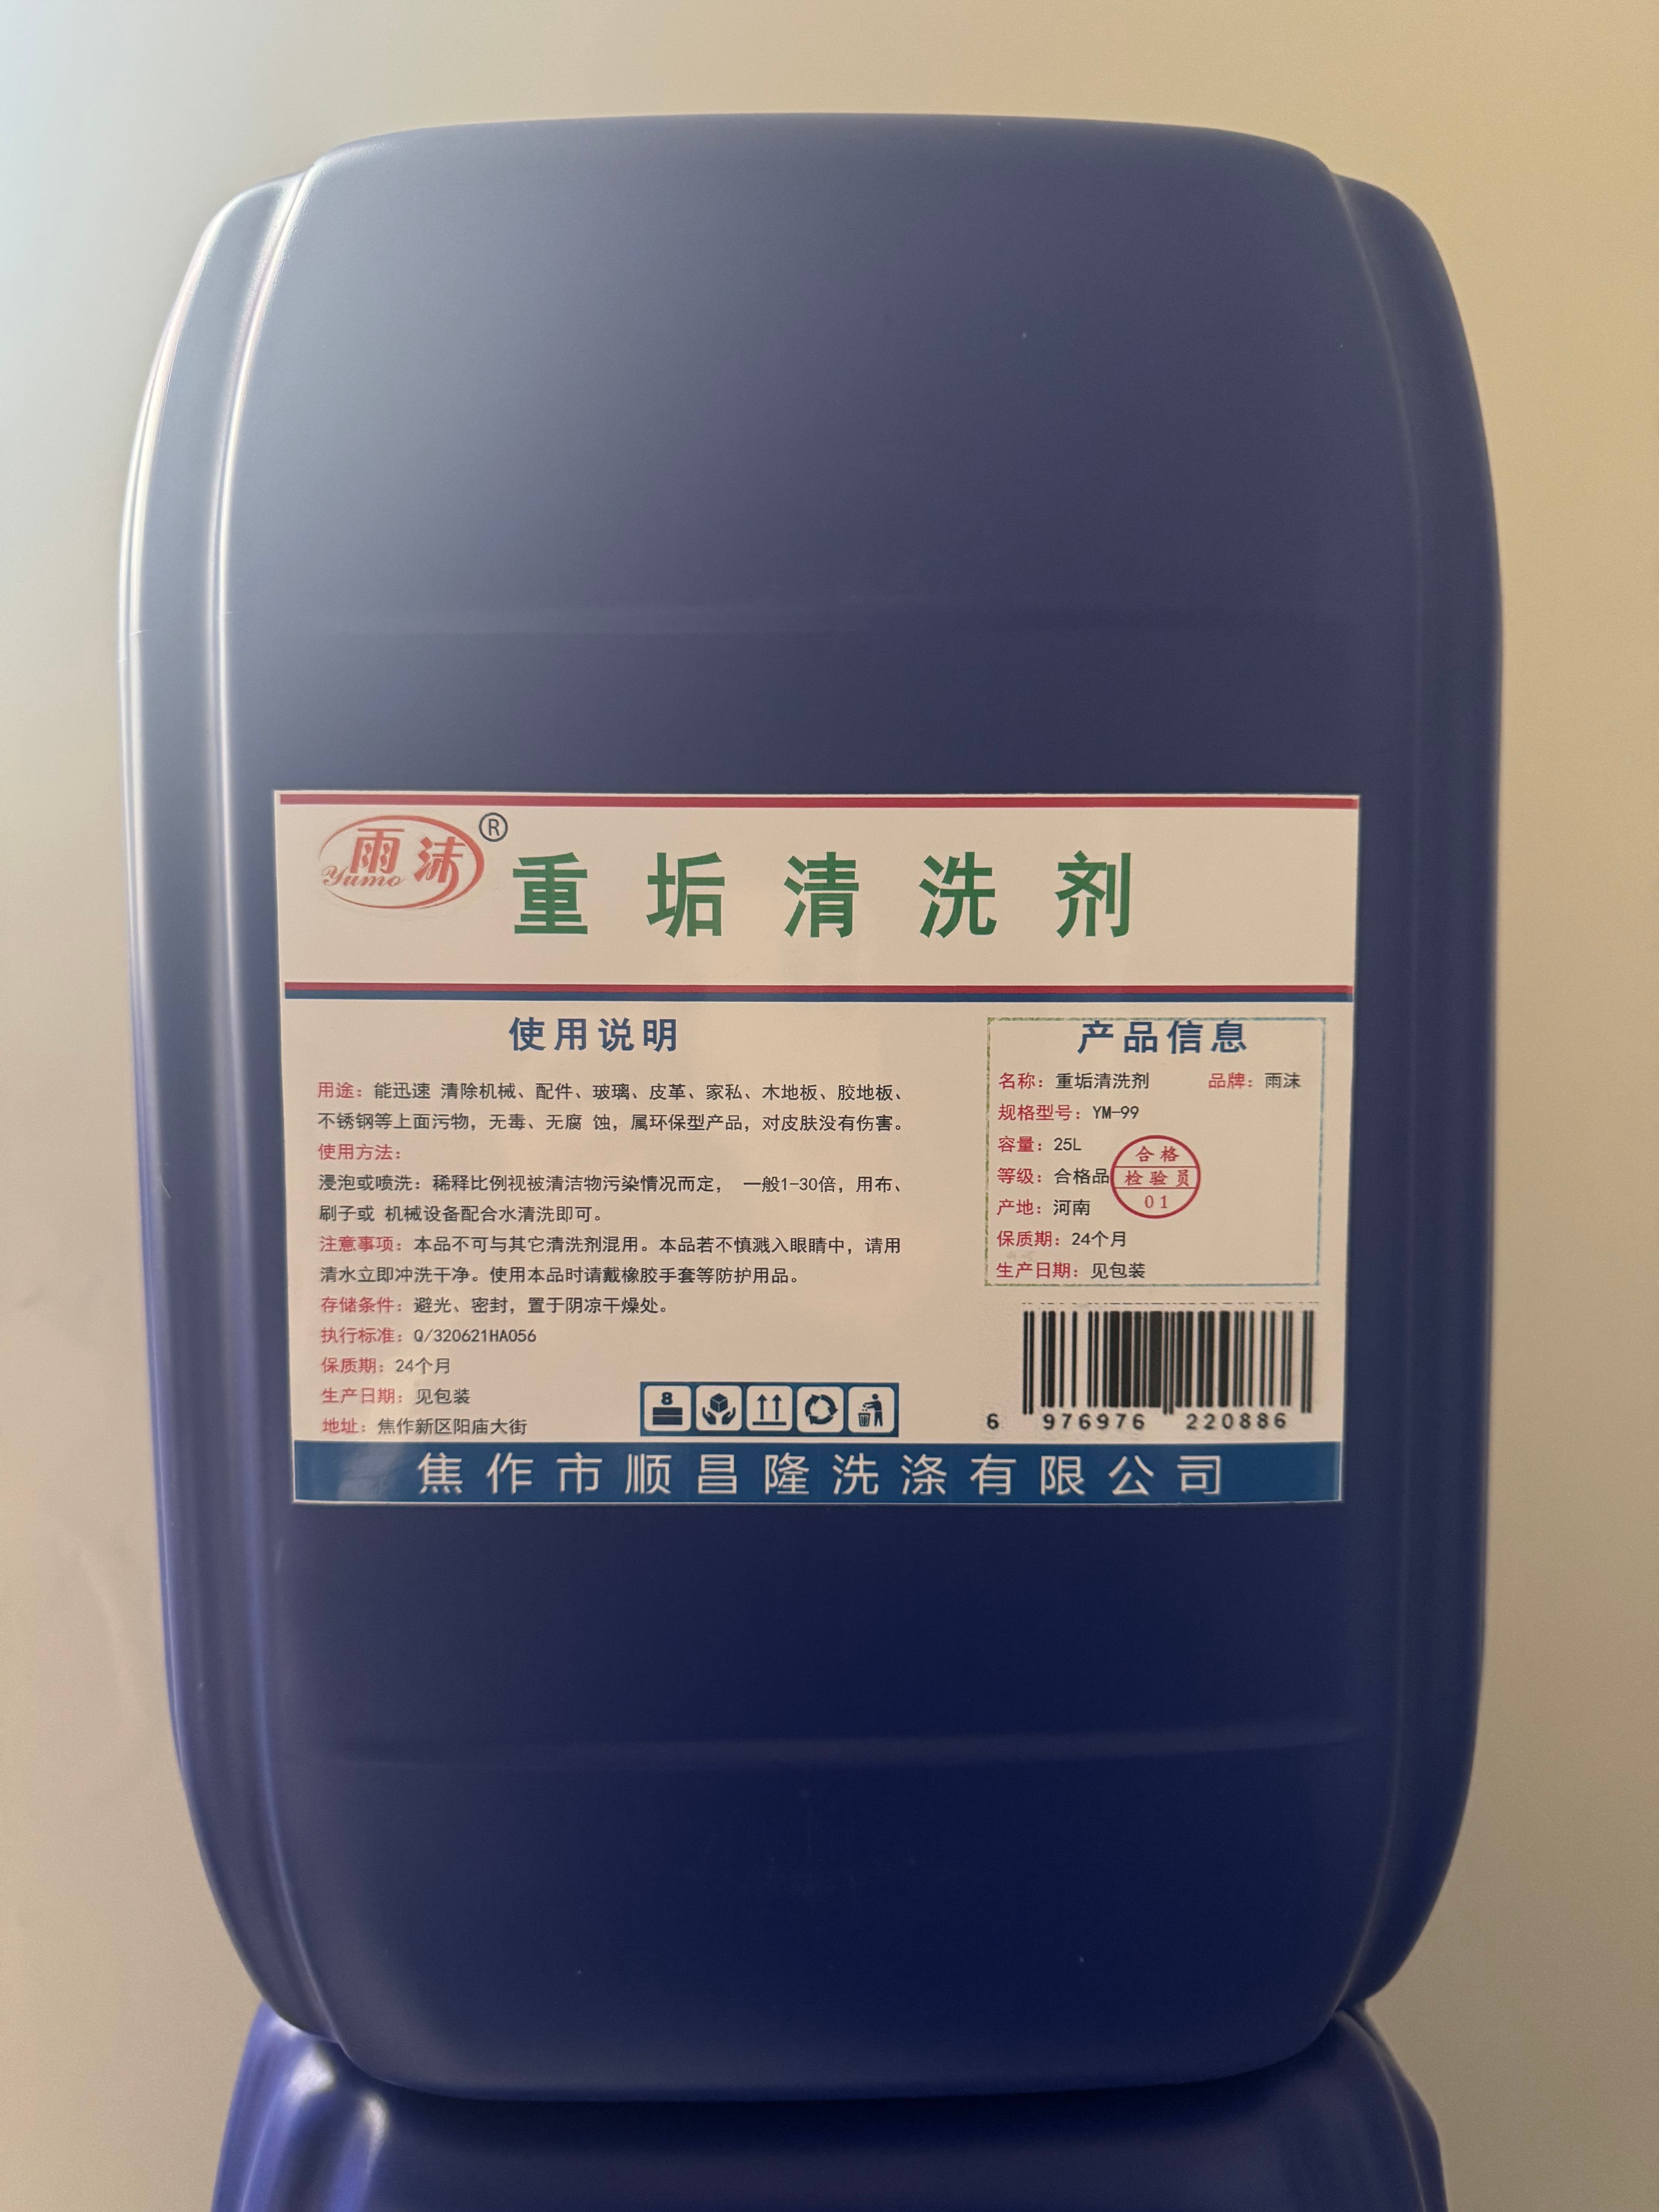 雨沫
Yumo
®
重垢清洗剂
使用说明
用途：能迅速 清除机械、配件、玻璃、皮革、家私、木地板、胶地板、
不锈钢等上面污物，无毒、无腐 蚀，属环保型产品，对皮肤没有伤害。
使用方法：
浸泡或喷洗：稀释比例视被清洁物污染情况而定， 一般1-30倍，用布、
刷子或 机械设备配合水清洗即可。
注意事项：本品不可与其它清洗剂混用。本品若不慎溅入眼睛中，请用
清水立即冲洗干净。使用本品时请戴橡胶手套等防护用品。
存储条件：避光、密封，置于阴凉干燥处。
执行标准：Q/320621HA056
保质期：24个月
生产日期：见包装
地址：焦作新区阳庙大街
8
产品信息
名称：重垢清洗剂 品牌：雨沫
规格型号：YM-99
容量：25L
等级：合格品
产地：河南
保质期：24个月
生产日期：见包装
合格
检验员
01
6 976976 220886
焦作市顺昌隆洗涤有限公司